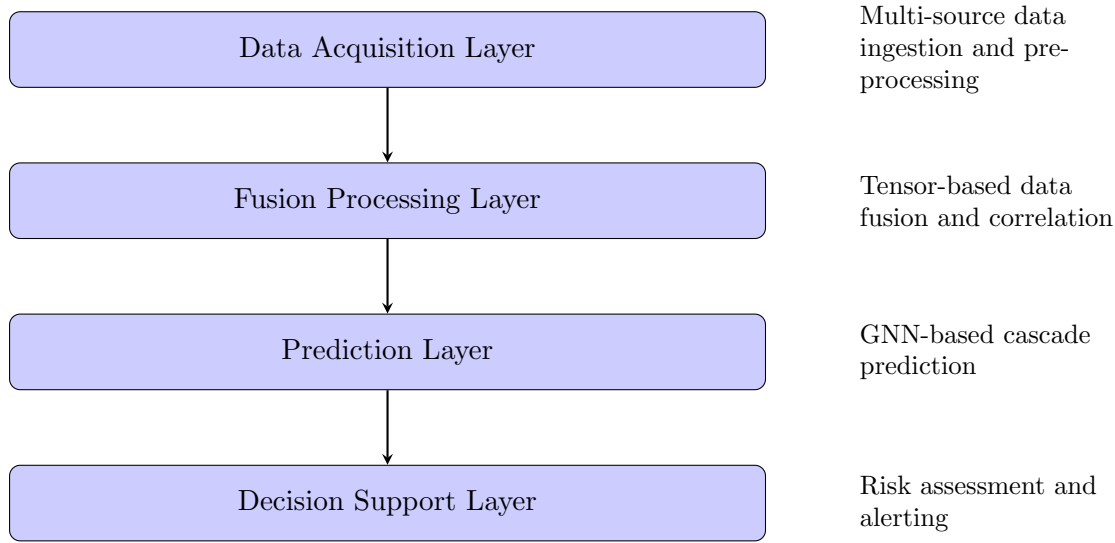 Data Acquisition Layer
Multi-source data
ingestion and pre-
processing
Fusion Processing Layer
Tensor-based data
fusion and correlation
Prediction Layer
GNN-based cascade
prediction
Decision Support Layer
Risk assessment and
alerting